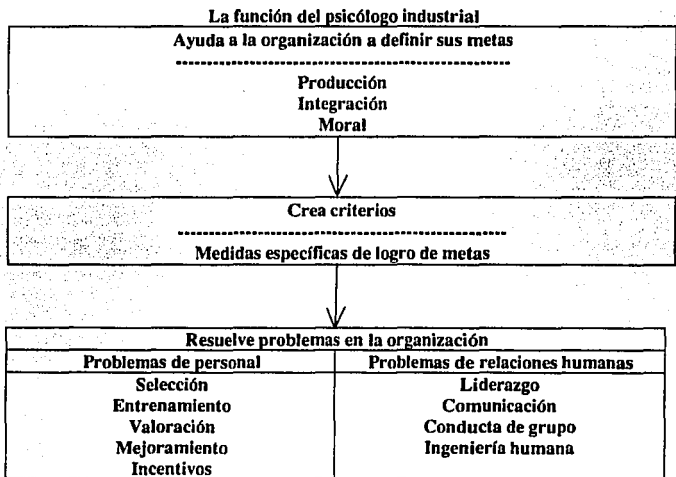 La función del psicólogo industrial
Ayuda a la organización a definir sus metas
Producción
Integración
Moral
Crea criterios
Medidas específicas de logro de metas
Resuelve problemas en la organización
Problemas de personal
Problemas de relaciones humanas
Selección
Liderazgo
Entrenamiento
Comunicación
Valoración
Conducta de grupo
Mejoramiento
Ingeniería humana
Incentivos